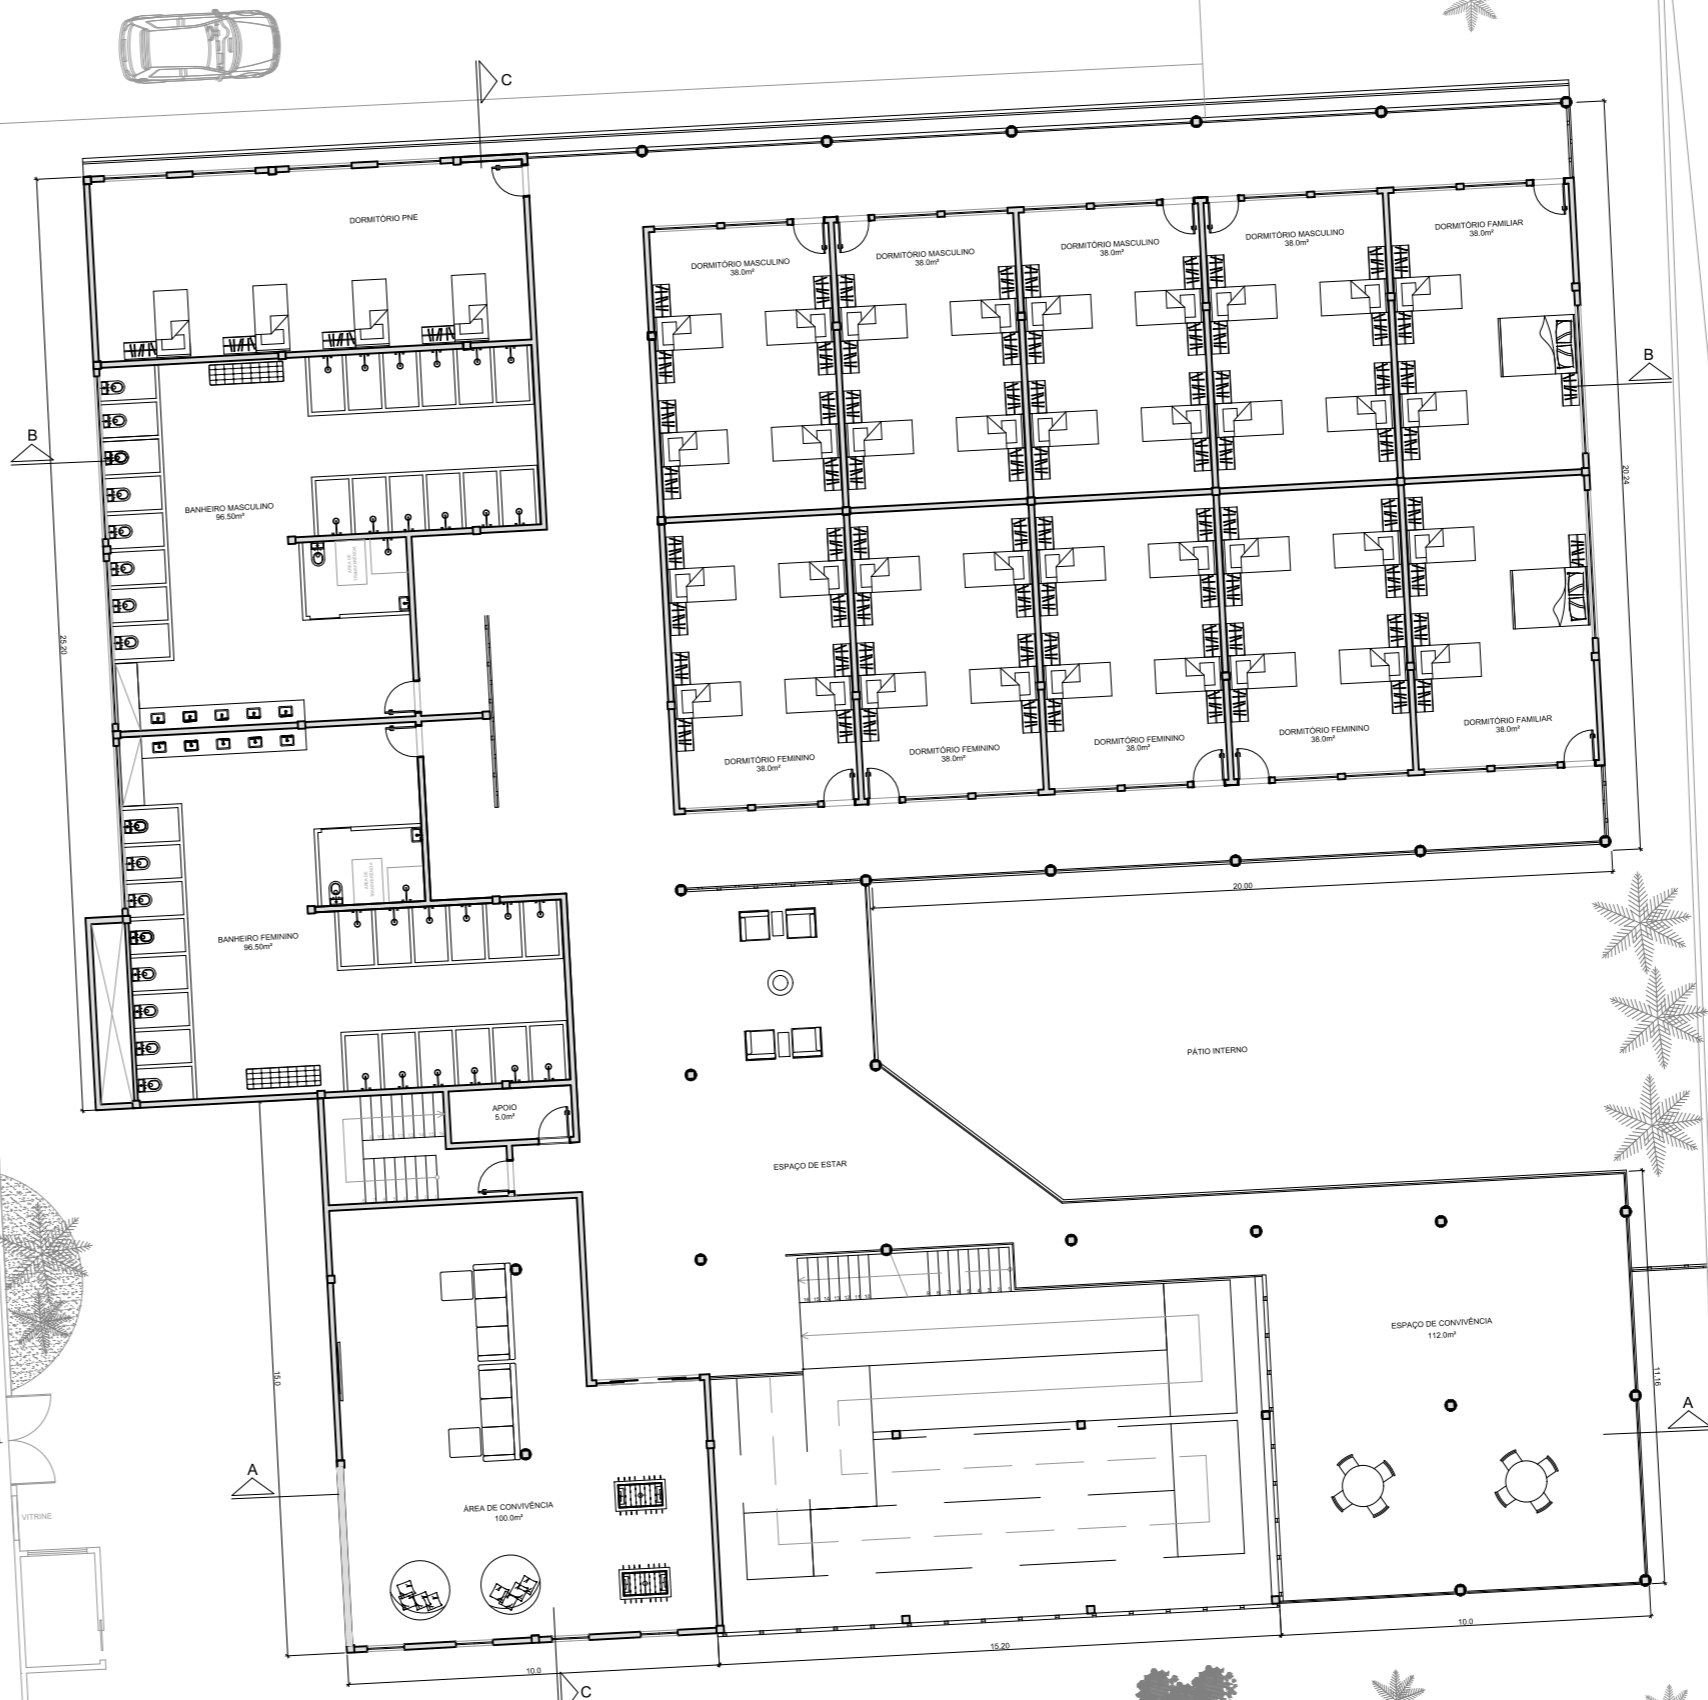 C
DORMITÓRIO PNE
DORMITÓRIO MASCULINO
38.0m²
DORMITÓRIO MASCULINO
38.0m²
DORMITÓRIO MASCULINO
38.0m²
DORMITÓRIO MASCULINO
38.0m²
DORMITÓRIO FAMILIAR
38.0m²
B
B
20.24
BANHEIRO MASCULINO
96.50m²
25.20
DORMITÓRIO FEMININO
38.0m²
DORMITÓRIO FEMININO
38.0m²
DORMITÓRIO FEMININO
38.0m²
DORMITÓRIO FEMININO
38.0m²
DORMITÓRIO FAMILIAR
38.0m²
20.00
BANHEIRO FEMININO
96.50m²
PÁTIO INTERNO
APOIO
5.0m²
ESPAÇO DE ESTAR
ESPAÇO DE CONVIVÊNCIA
112.0m²
15.0
11.16
A
A
ÁREA DE CONVIVÊNCIA
100.0m²
VITRINE
10.0
15.20
10.0
C